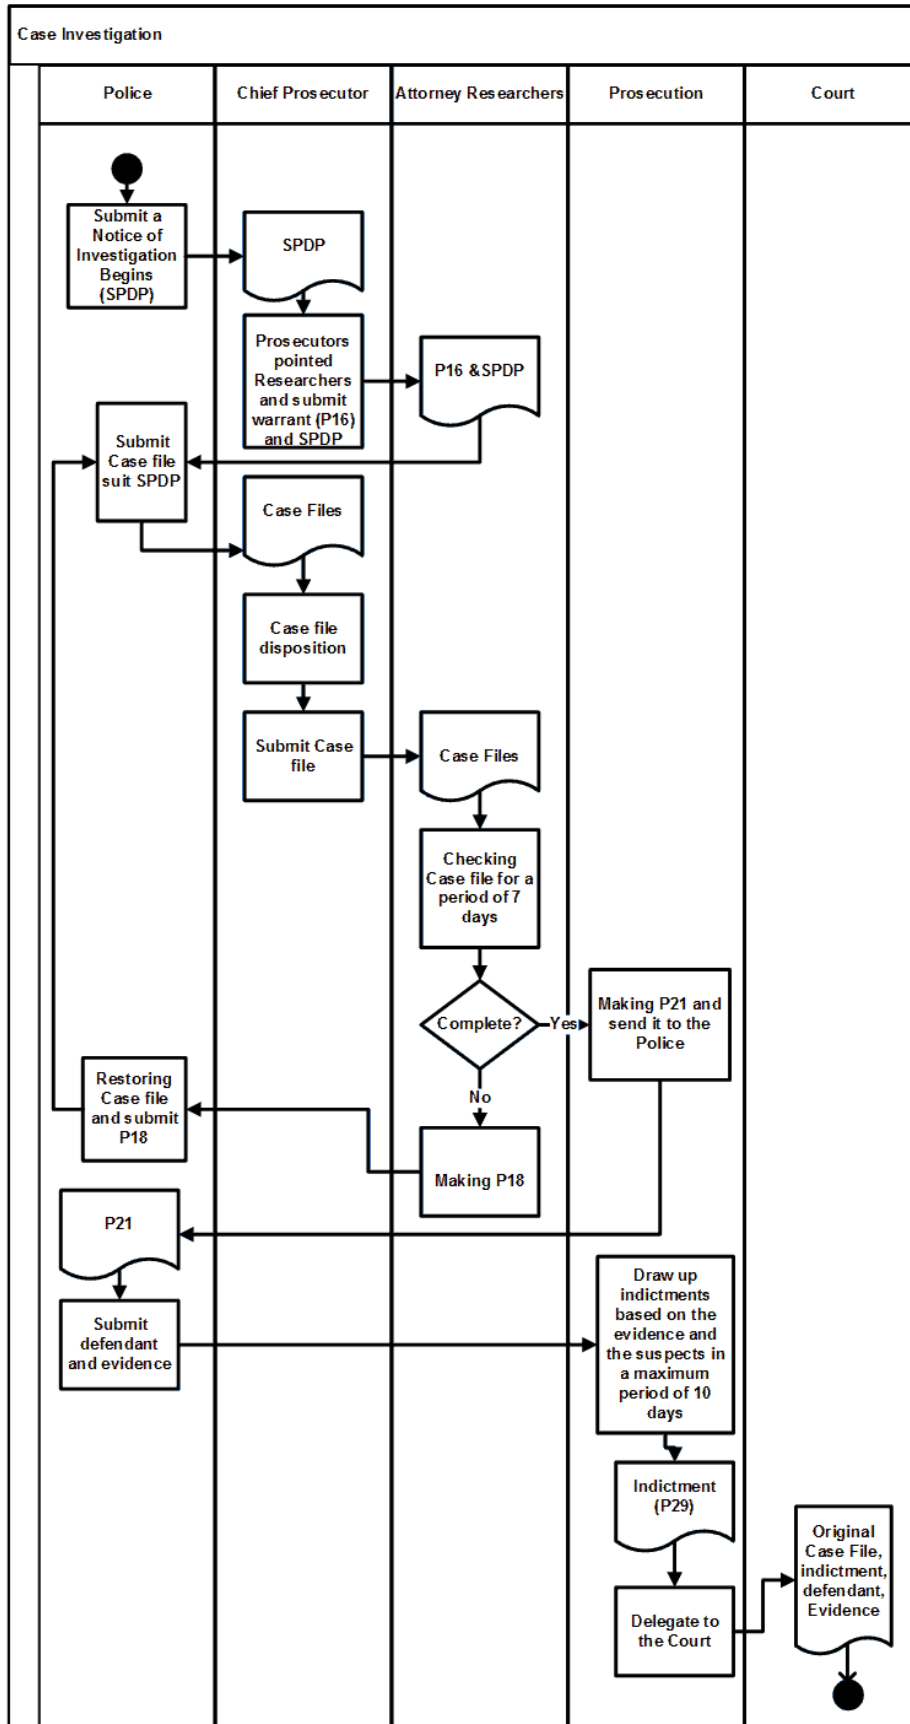 Case Investigation
Police
Chief Prosecutor
Attorney Researchers
Prosecution
Court
Submit a
Notice of
Investigation
Begins
(SPDP)
SPDP
Prosecutors
pointed
Researchers
and submit
warrant (P16)
and SPDP
P16 &SPDP
Submit
Case file
suit SPDP
Case Files
Case file
disposition
Submit Case
file
Case Files
Checking
Case file for a
period of 7
days
Complete?
Yes
Making P21 and
send it to the
Police
No
Restoring
Case file
and submit
P18
Making P18
P21
Submit
defendant
and evidence
Draw up
indictments
based on the
evidence and
the suspects in
a maximum
period of 10
days
Indictment
(P29)
Delegate to
the Court
Original
Case File,
indictment,
defendant,
Evidence